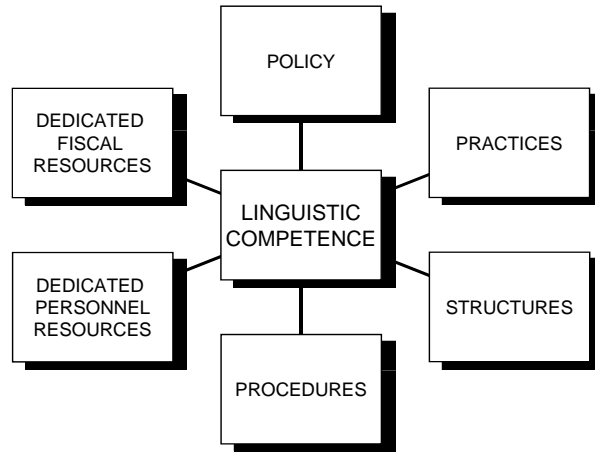 POLICY
DEDICATED
FISCAL
RESOURCES
PRACTICES
LINGUISTIC
COMPETENCE
DEDICATED
PERSONNEL
RESOURCES
STRUCTURES
PROCEDURES